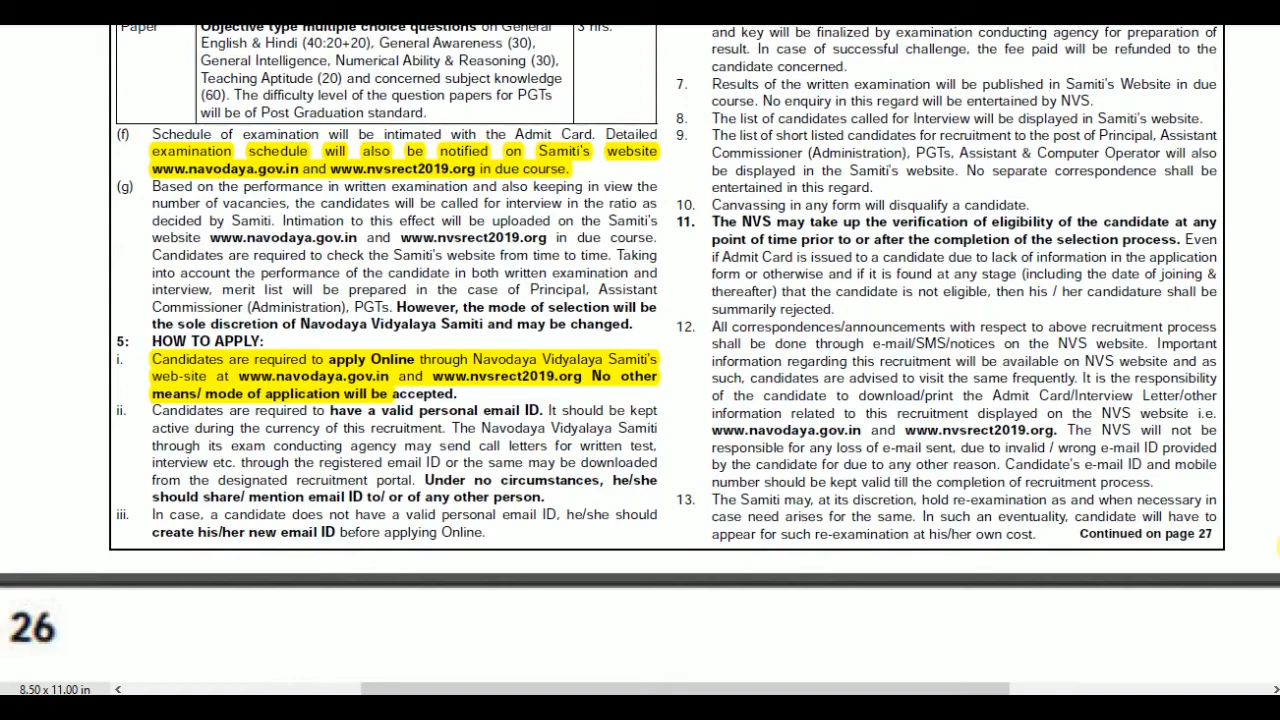 Paper
Objective type multiple choice questions on General
3 hrs.
English & Hindi (40:20+20), General Awareness (30),
General Intelligence, Numerical Ability & Reasoning (30),
Teaching Aptitude (20) and concerned subject knowledge
(60). The difficulty level of the question papers for PGTs
will be of Post Graduation standard.
(f) Schedule of examination will be intimated with the Admit Card. Detailed
examination schedule will also be notified on Samiti's website
www.navodaya.gov.in and www.nvsrect2019.org in due course.
(g) Based on the performance in written examination and also keeping in view the
number of vacancies, the candidates will be called for interview in the ratio as
decided by Samiti. Intimation to this effect will be uploaded on the Samiti's
website www.navodaya.gov.in and www.nvsrect2019.org in due course.
Candidates are required to check the Samiti's website from time to time. Taking
into account the performance of the candidate in both written examination and
interview, merit list will be prepared in the case of Principal, Assistant
Commissioner (Administration), PGTs. However, the mode of selection will be
the sole discretion of Navodaya Vidyalaya Samiti and may be changed.
5: HOW TO APPLY:
i. Candidates are required to apply Online through Navodaya Vidyalaya Samiti's
web-site at www.navodaya.gov.in and www.nvsrect2019.org No other
means/ mode of application will be accepted.
ii. Candidates are required to have a valid personal email ID. It should be kept
active during the currency of this recruitment. The Navodaya Vidyalaya Samiti
through its exam conducting agency may send call letters for written test,
interview etc. through the registered email ID or the same may be downloaded
from the designated recruitment portal. Under no circumstances, he/she
should share/ mention email ID to/ or of any other person.
iii. In case, a candidate does not have a valid personal email ID, he/she should
create his/her new email ID before applying Online.
and key will be finalized by examination conducting agency for preparation of
result. In case of successful challenge, the fee paid will be refunded to the
candidate concerned.
7. Results of the written examination will be published in Samiti's Website in due
course. No enquiry in this regard will be entertained by NVS.
8. The list of candidates called for Interview will be displayed in Samiti's website.
9. The list of short listed candidates for recruitment to the post of Principal, Assistant
Commissioner (Administration), PGTs, Assistant & Computer Operator will also
be displayed in the Samiti's website. No separate correspondence shall be
entertained in this regard.
10. Canvassing in any form will disqualify a candidate.
11. The NVS may take up the verification of eligibility of the candidate at any
point of time prior to or after the completion of the selection process. Even
if Admit Card is issued to a candidate due to lack of information in the application
form or otherwise and if it is found at any stage (including the date of joining &
thereafter) that the candidate is not eligible, then his / her candidature shall be
summarily rejected.
12. All correspondences/announcements with respect to above recruitment process
shall be done through e-mail/SMS/notices on the NVS website. Important
information regarding this recruitment will be available on NVS website and as
such, candidates are advised to visit the same frequently. It is the responsibility
of the candidate to download/print the Admit Card/Interview Letter/other
information related to this recruitment displayed on the NVS website i.e.
www.navodaya.gov.in and www.nvsrect2019.org. The NVS will not be
responsible for any loss of e-mail sent, due to invalid / wrong e-mail ID provided
by the candidate for due to any other reason. Candidate's e-mail ID and mobile
number should be kept valid till the completion of recruitment process.
13. The Samiti may, at its discretion, hold re-examination as and when necessary in
case need arises for the same. In such an eventuality, candidate will have to
appear for such re-examination at his/her own cost. Continued on page 27
26
8.50 x 11.00 in